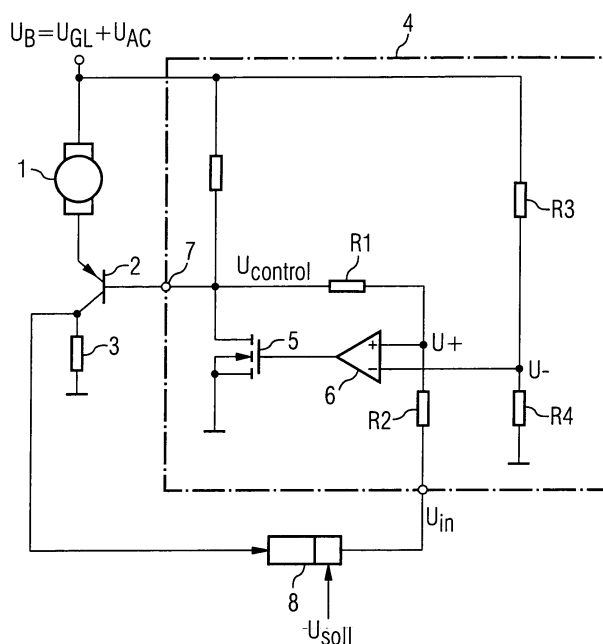 4
U_B=U_GL+U_AC
1
R3
2
7
U_control
R1
3
5
6
U+
U-
R2
R4
U_in
8
-U_soll